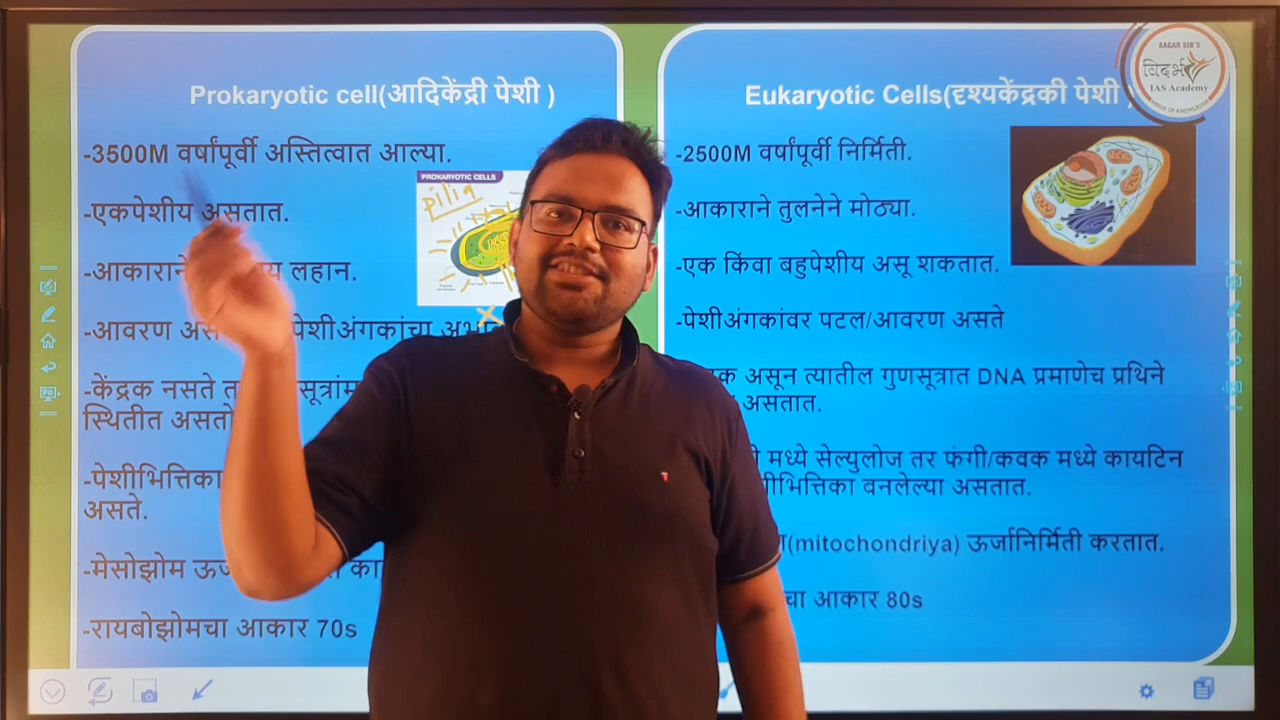 Prokaryotic cell(आदिकेंद्री पेशी )
-3500M वर्षांपूर्वी अस्तित्वात आल्या.
-एकपेशीय असतात.
-आकाराने लहान.
-आवरण पेशीअंगकांचा
-केंद्रक नसते
स्थितीत असतो
-पेशीभित्तिका
असते.
-मेसोझोम
-रायबोझोमचा आकार 70s
PROKARYOTIC CELLS
pilia
Eukaryotic Cells(दृश्यकेंद्रकी पेशी
-2500M वर्षांपूर्वी निर्मिती.
-आकाराने तुलनेने मोठ्या.
-एक किंवा बहुपेशीय असू शकतात.
-पेशीअंगकांवर पटल/आवरण असते
असून त्यातील गुणसूत्रात DNA प्रमाणेच प्रथिने
असतात.
मध्ये सेल्युलोज तर फंगी/कवक मध्ये कायटिन
बनलेल्या असतात.
(mitochondriya) ऊर्जानिर्मिती करतात.
आकार 80s
SAGAR SIR'S
विदर्भ
IAS Academy